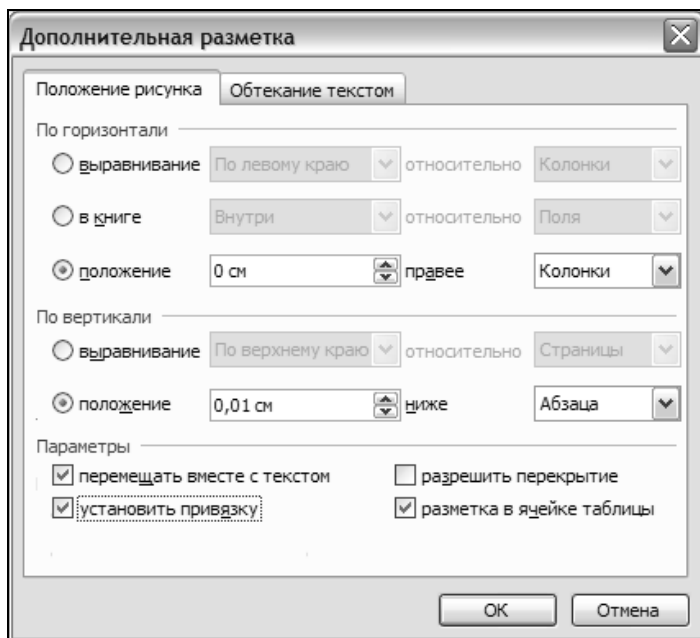 Дополнительная разметка
Положение рисунка Обтекание текстом
По горизонтали
выравнивание По левому краю относительно Колонки
в книге Внутри относительно Поля
положение 0 см правее Колонки
По вертикали
выравнивание По верхнему краю относительно Страницы
положение 0,01 см ниже Абзаца
Параметры
перемещать вместе с текстом разрешить перекрытие
установить привязку разметка в ячейке таблицы
ОК Отмена